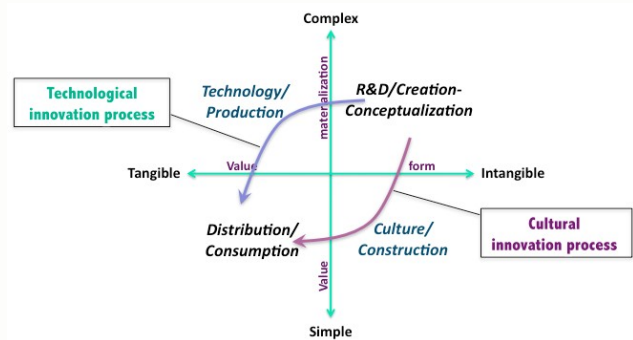 Complex
Technological
innovation process
Technology/
Production
materialization
R&D/Creation-
Conceptualization
Tangible
Value
form
Intangible
Distribution/
Consumption
Culture/
Construction
Cultural
innovation process
Value
Simple